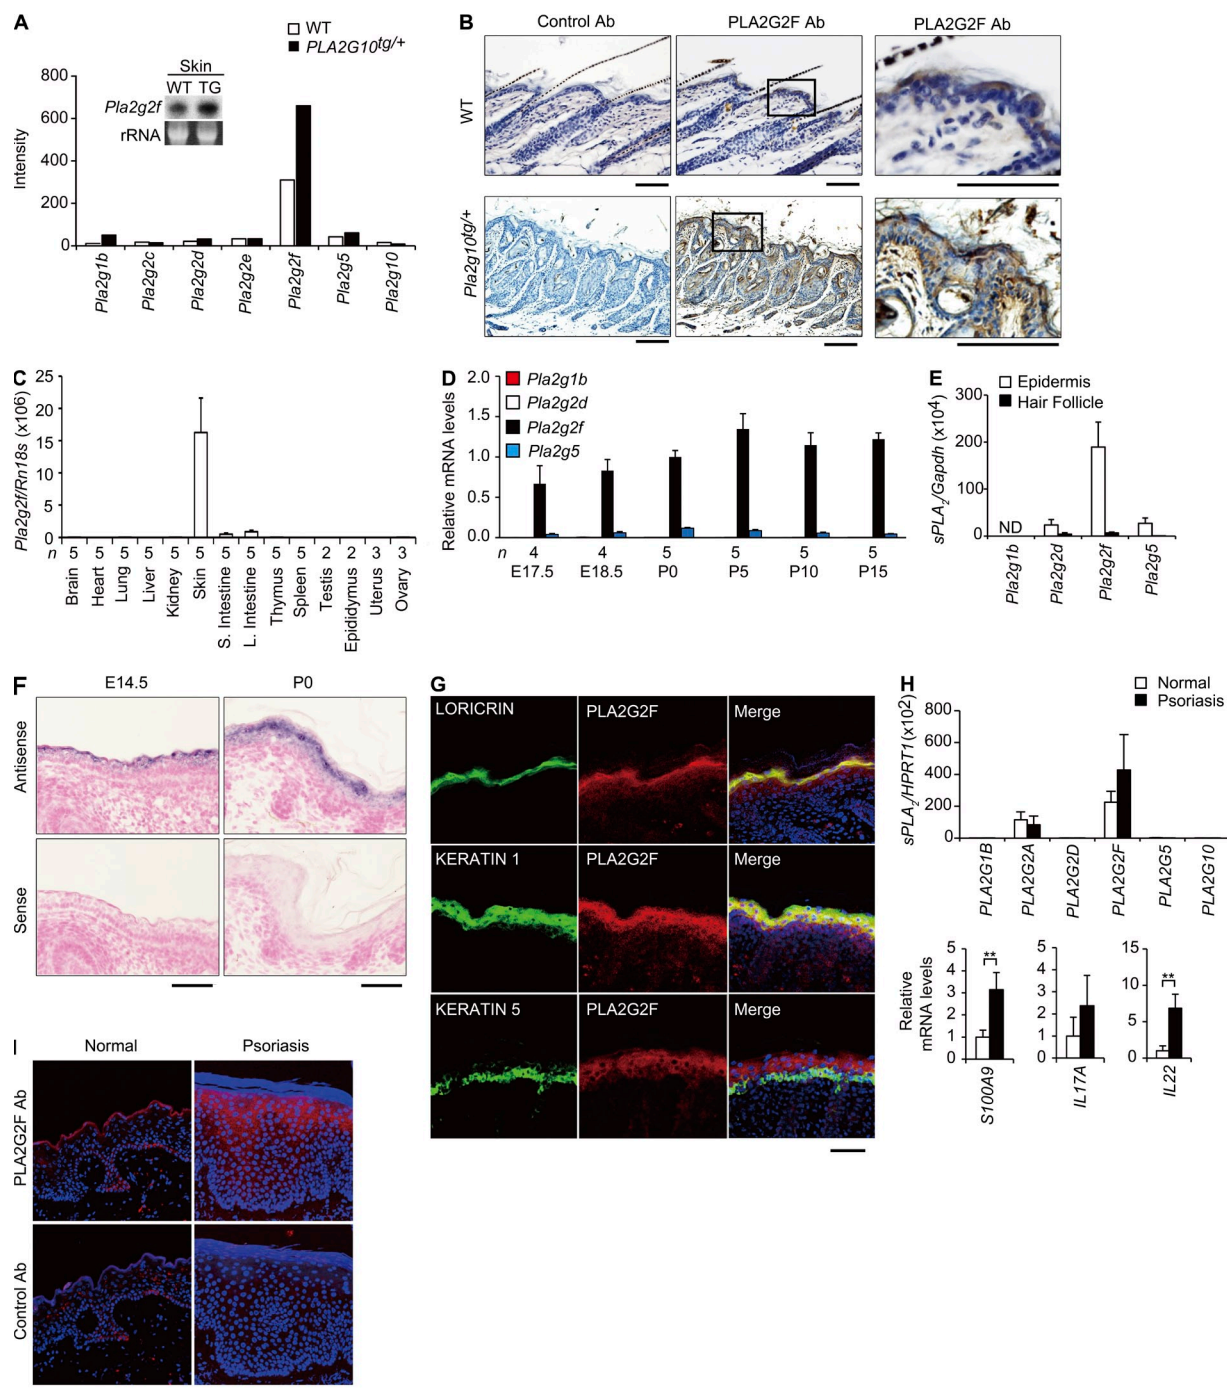 A
WT
PLA2G10tg/+
Skin
WT TG
Pla2g2f
rRNA
Intensity
800
600
400
200
0
Pla2g1b
Pla2g2c
Pla2g2d
Pla2g2e
Pla2g2f
Pla2g5
Pla2g10
B
Control Ab
PLA2G2F Ab
PLA2G2F Ab
WT
Pla2g10tg/+
C
Pla2g2f/Rn18s (x106)
25
20
15
10
5
0
n 5 5 5 5 5 5 5 5 5 5 2 2 3 3
Brain
Heart
Lung
Liver
Kidney
Skin
S. Intestine
L. Intestine
Thymus
Spleen
Testis
Epididymus
Uterus
Ovary
D
Pla2g1b
Pla2g2d
Pla2g2f
Pla2g5
Relative mRNA levels
2.0
1.5
1.0
0.5
0.0
n 4 4 5 5 5 5
E17.5 E18.5 P0 P5 P10 P15
E
Epidermis
Hair Follicle
sPLA2/Gapdh (x104)
300
200
100
0
ND
Pla2g1b
Pla2g2d
Pla2g2f
Pla2g5
F
E14.5
P0
Antisense
Sense
G
LORICRIN
PLA2G2F
Merge
KERATIN 1
PLA2G2F
Merge
KERATIN 5
PLA2G2F
Merge
H
Normal
Psoriasis
sPLA2/HPRT1 (x102)
800
600
400
200
0
PLA2G1B
PLA2G2A
PLA2G2D
PLA2G2F
PLA2G5
PLA2G10
Relative
mRNA levels
5
4
3
2
1
0
**
S100A9
5
4
3
2
1
0
IL17A
15
10
5
0
**
IL22
I
Normal
Psoriasis
PLA2G2F Ab
Control Ab